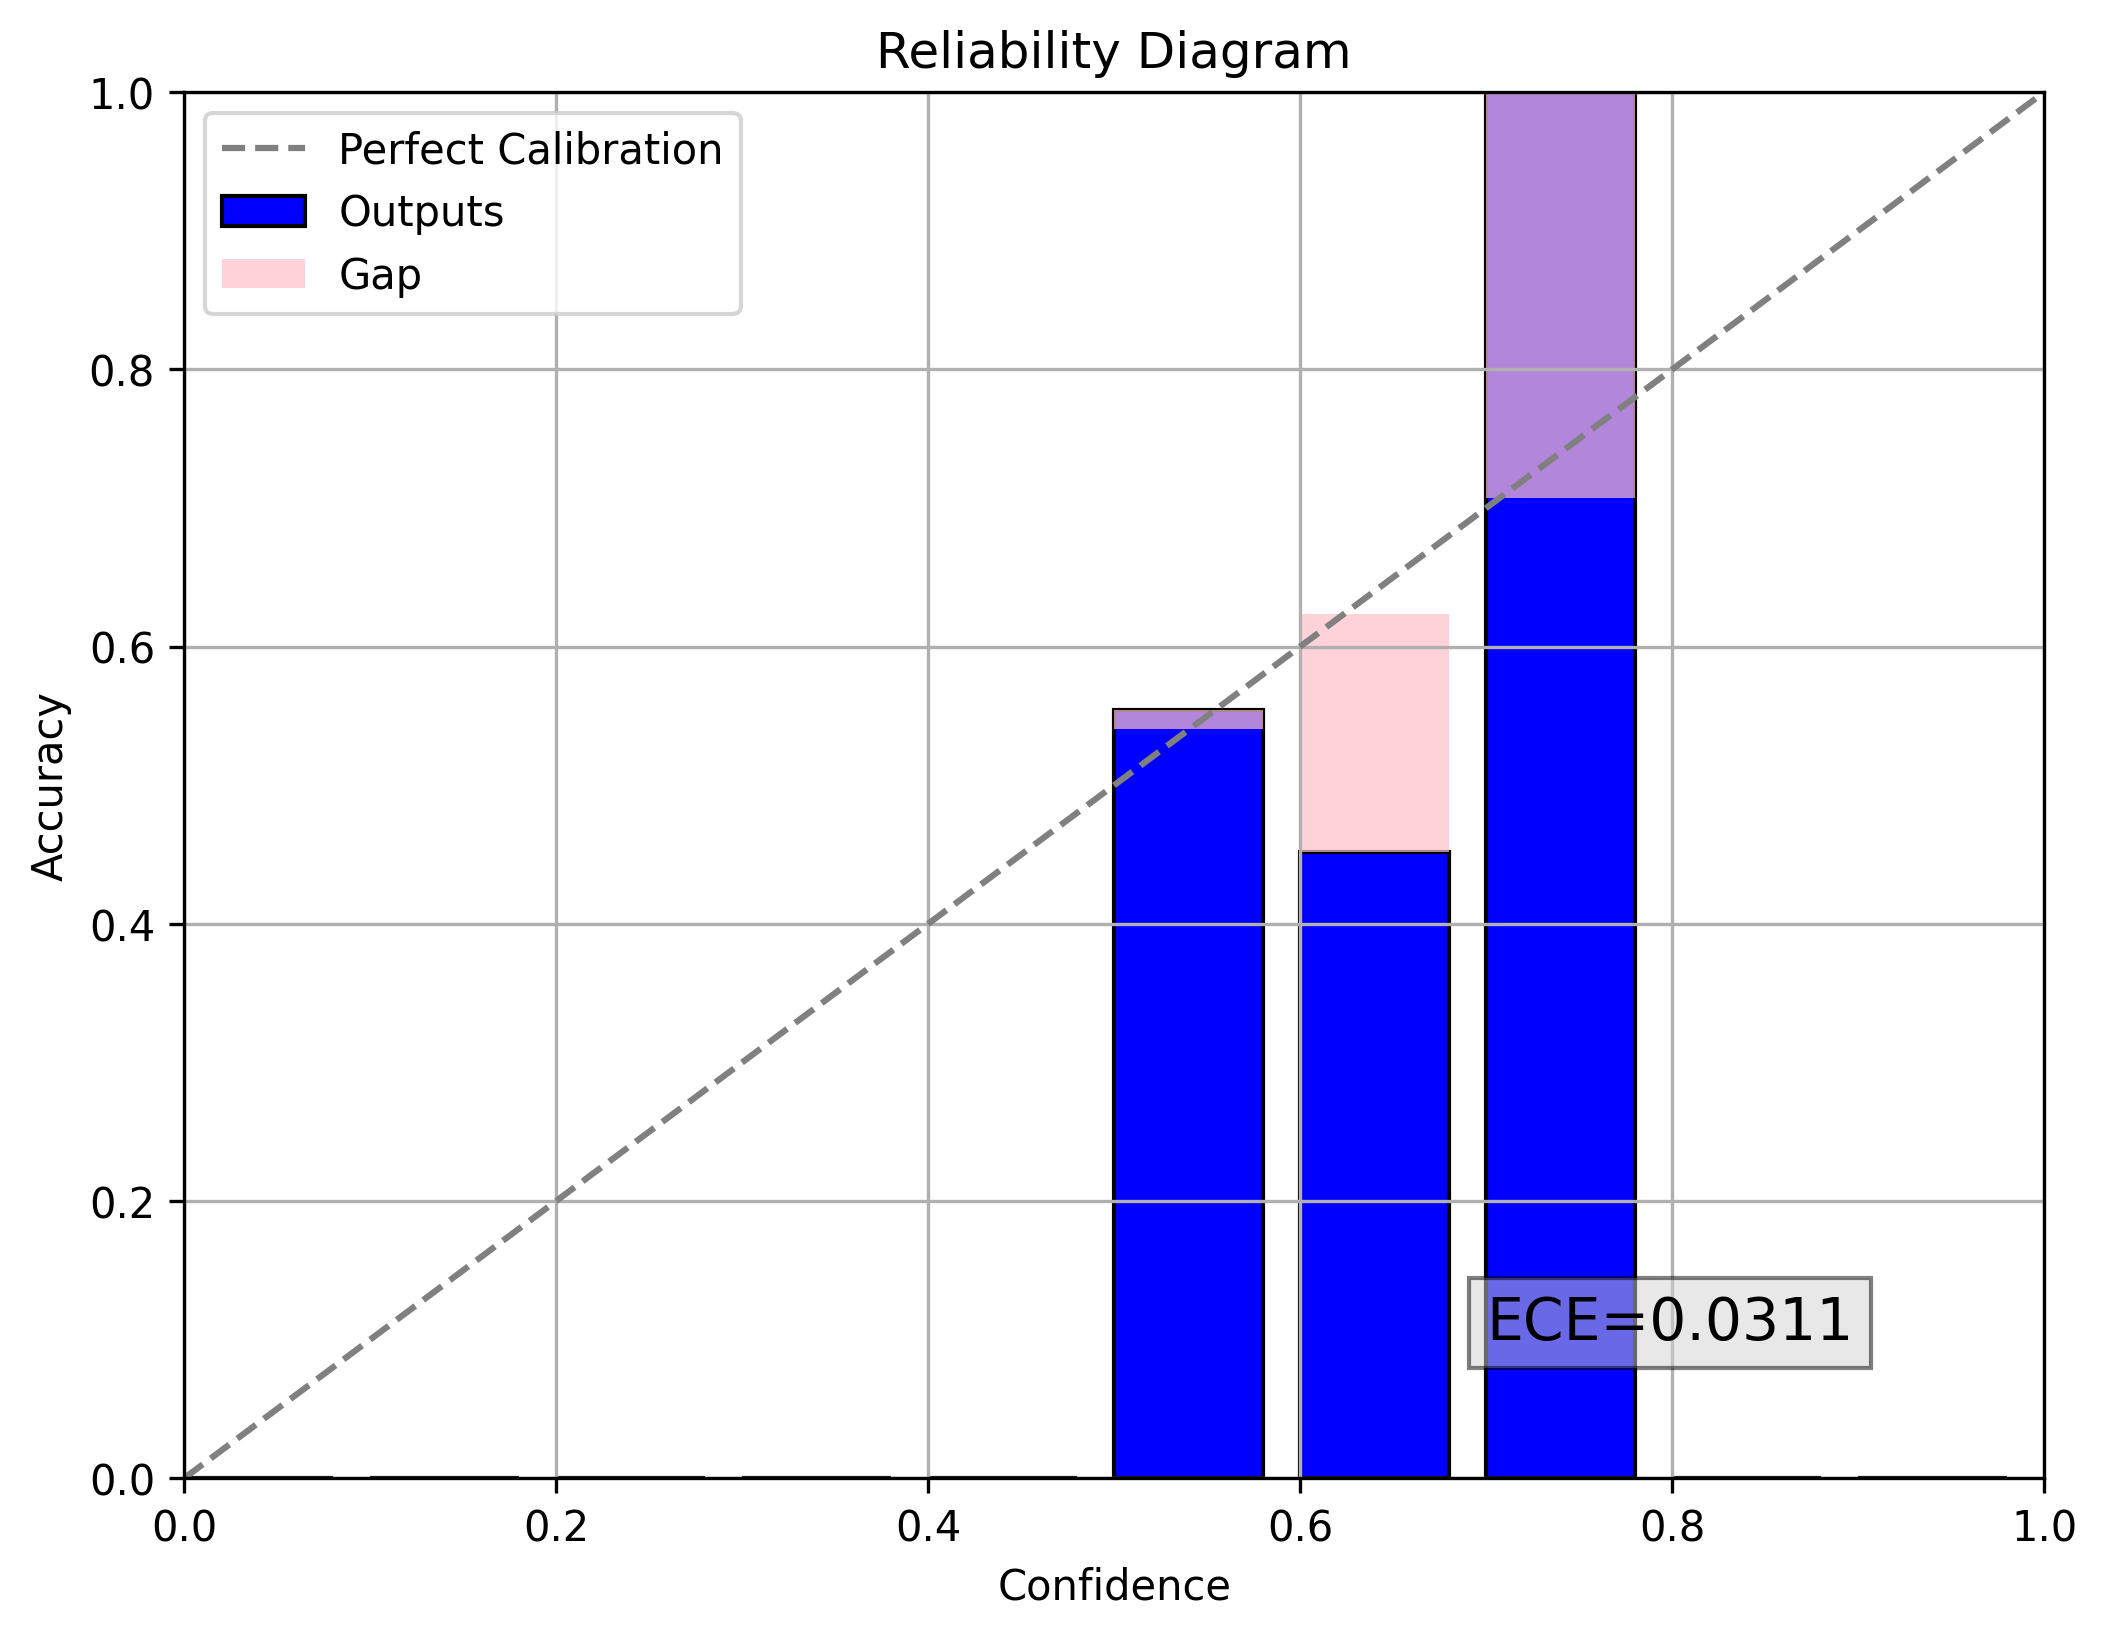 Reliability Diagram
1.0
0.8
0.6
0.4
0.2
0.0
Accuracy
Perfect Calibration
Outputs
Gap
ECE=0.0311
0.0 0.2 0.4 0.6 0.8 1.0
Confidence